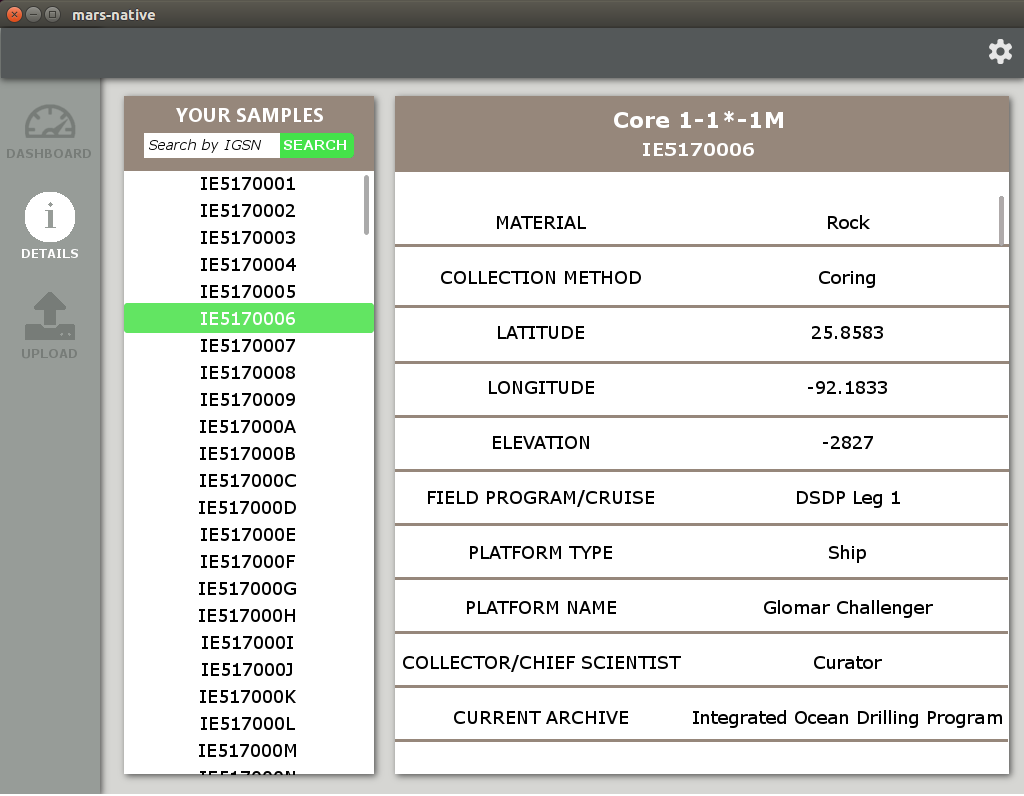 mars-native
DASHBOARD
DETAILS
UPLOAD
YOUR SAMPLES
Search by IGSN SEARCH
IE5170001
IE5170002
IE5170003
IE5170004
IE5170005
IE5170006
IE5170007
IE5170008
IE5170009
IE517000A
IE517000B
IE517000C
IE517000D
IE517000E
IE517000F
IE517000G
IE517000H
IE517000I
IE517000J
IE517000K
IE517000L
IE517000M
Core 1-1*-1M
IE5170006
MATERIAL Rock
COLLECTION METHOD Coring
LATITUDE 25.8583
LONGITUDE -92.1833
ELEVATION -2827
FIELD PROGRAM/CRUISE DSDP Leg 1
PLATFORM TYPE Ship
PLATFORM NAME Glomar Challenger
COLLECTOR/CHIEF SCIENTIST Curator
CURRENT ARCHIVE Integrated Ocean Drilling Program